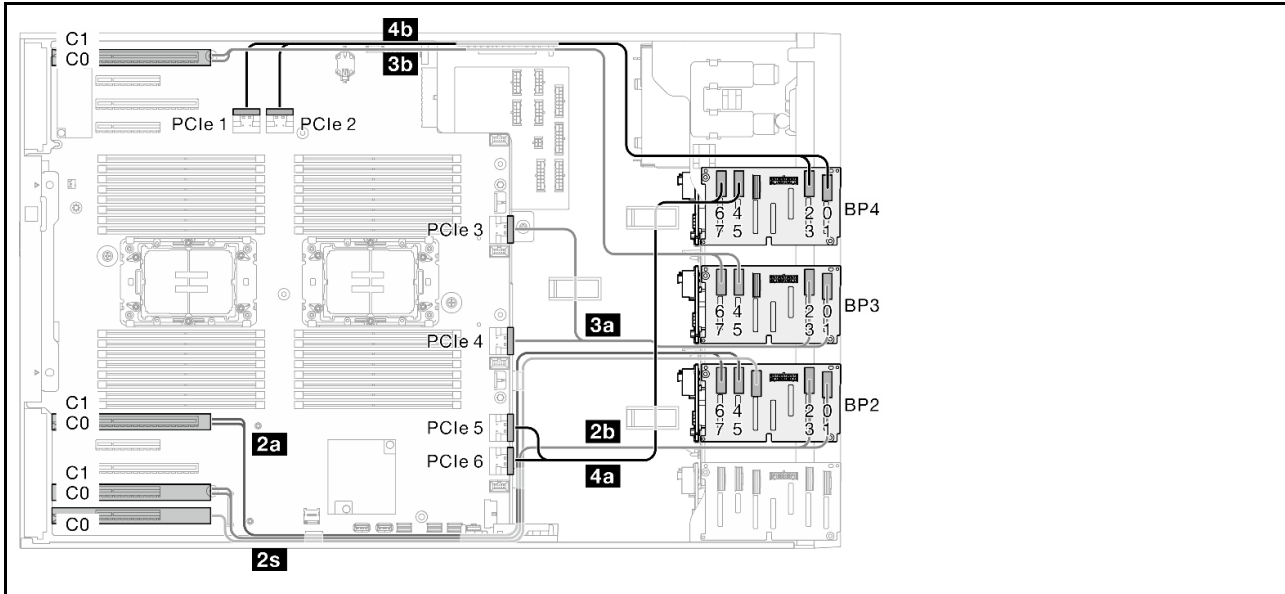 4b
C1
C0
3b
PCIe 1
PCIe 2
6 4 2 0
7 5 3 1
BP4
PCIe 3
6 4 2 0
7 5 3 1
BP3
3a
PCIe 4
6 4 2 0
7 5 3 1
BP2
C1
C0
2a
PCIe 5
2b
PCIe 6
4a
C1
C0
C0
2s